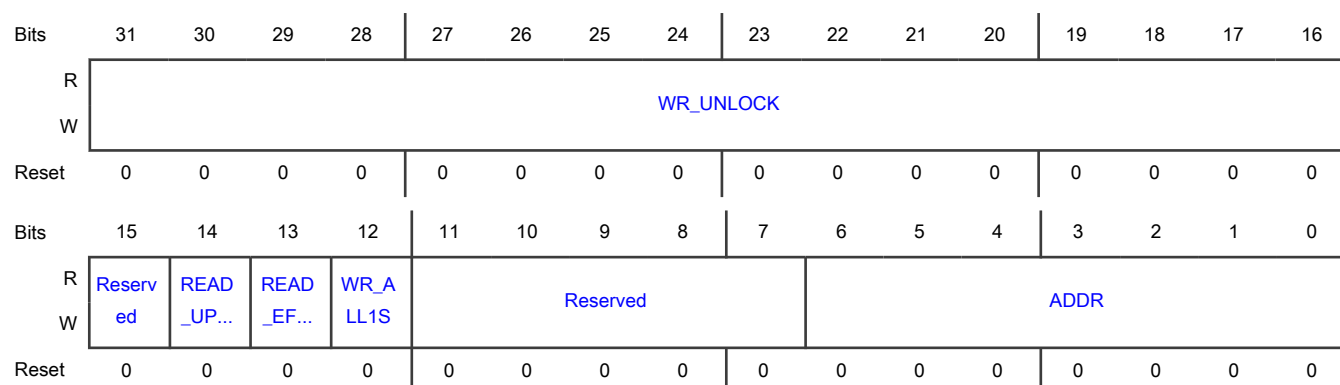 Bits 31 30 29 28 27 26 25 24 23 22 21 20 19 18 17 16
R
WR_UNLOCK
W
Reset 0 0 0 0 0 0 0 0 0 0 0 0 0 0 0 0
Bits 15 14 13 12 11 10 9 8 7 6 5 4 3 2 1 0
R Reserv READ READ WR_A
Reserved ADDR
W ed _UP... _EF... LL1S
Reset 0 0 0 0 0 0 0 0 0 0 0 0 0 0 0 0